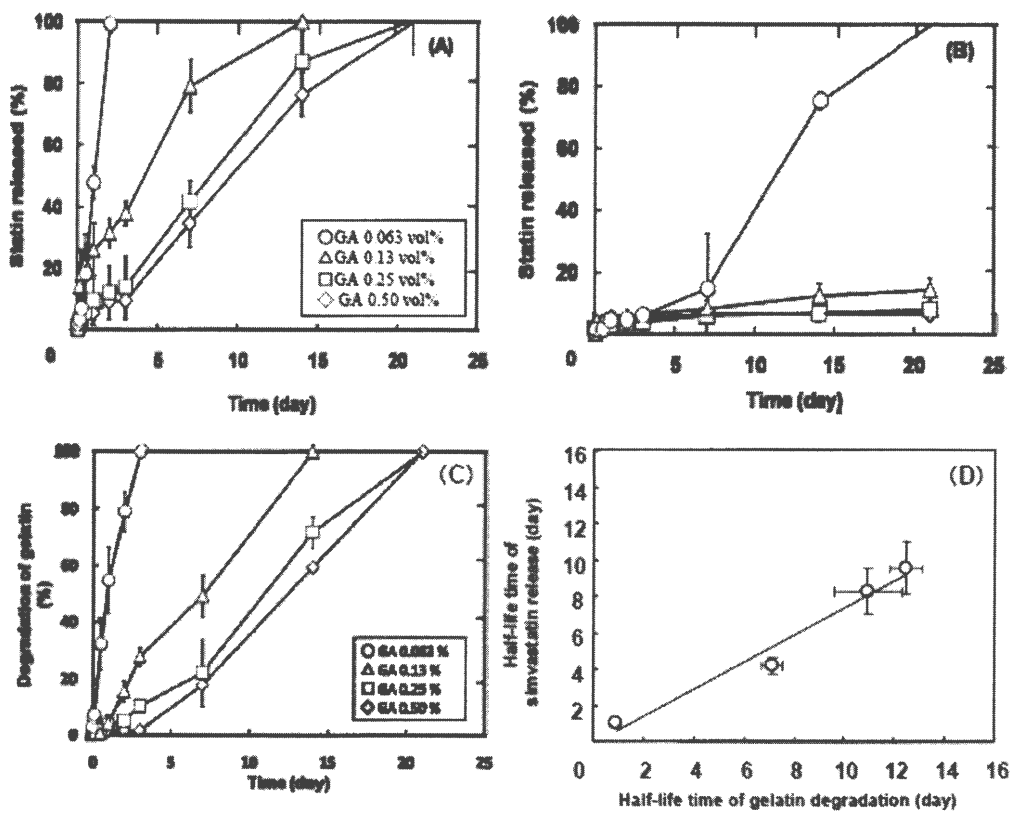 (A)
Statin released (%)
100
80
60
40
20
0
5
10
15
20
25
Time (day)
GA 0.063 vol%
GA 0.13 vol%
GA 0.25 vol%
GA 0.50 vol%
(B)
Statin released (%)
100
80
60
40
20
0
5
10
15
20
25
Time (day)
(C)
Degradation of gelatin
(%)
100
80
60
40
20
0
0
5
10
15
20
25
Time (day)
GA 0.063 %
GA 0.13 %
GA 0.25 %
GA 0.50 %
(D)
Half-life time of
simvastatin release (day)
16
14
12
10
8
6
4
2
0
2
4
6
8
10
12
14
16
Half-life time of gelatin degradation (day)